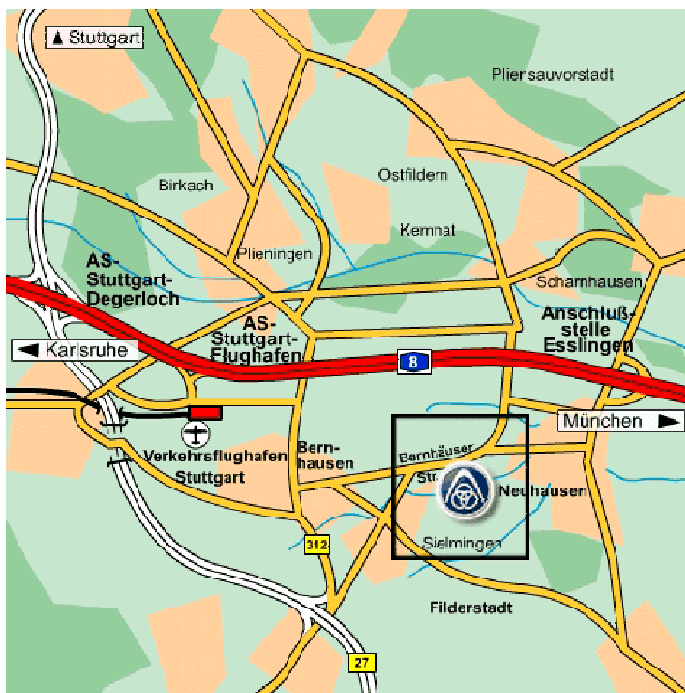 Stuttgart
Pliensauvorstadt
Ostfildern
Birkach
Kemnat
Plieningen
AS-
Stuttgart-
Degerloch
Scharnhausen
Anschluß-
stelle
Esslingen
AS-
Stuttgart-
Flughafen
Karlsruhe
8
München
Verkehrsflughafen
Stuttgart
Bern-
hausen
Bernhäuser
Str
Neuhausen
312
Sielmingen
Filderstadt
27